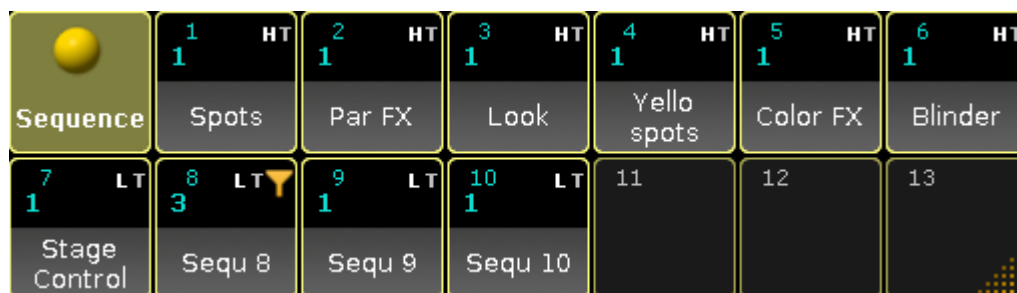 1 HT 2 HT 3 HT 4 HT 5 HT 6 HT
1 1 1 1 1 1
Sequence Spots Par FX Look Yello spots Color FX Blinder
7 LT 8 LT 9 LT 10 LT 11 12 13
1 3 1 1
Stage Control Sequ 8 Sequ 9 Sequ 10